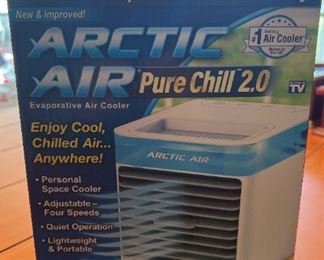 New & Improved!
ARCTIC
AIR Pure Chill 2.0
Evaporative Air Cooler
#1 Selling
Air Cooler
TV
Enjoy Cool,
Chilled Air...
Anywhere!
• Personal
Space Cooler
• Adjustable –
Four Speeds
• Quiet Operation
• Lightweight
& Portable
ARCTIC AIR